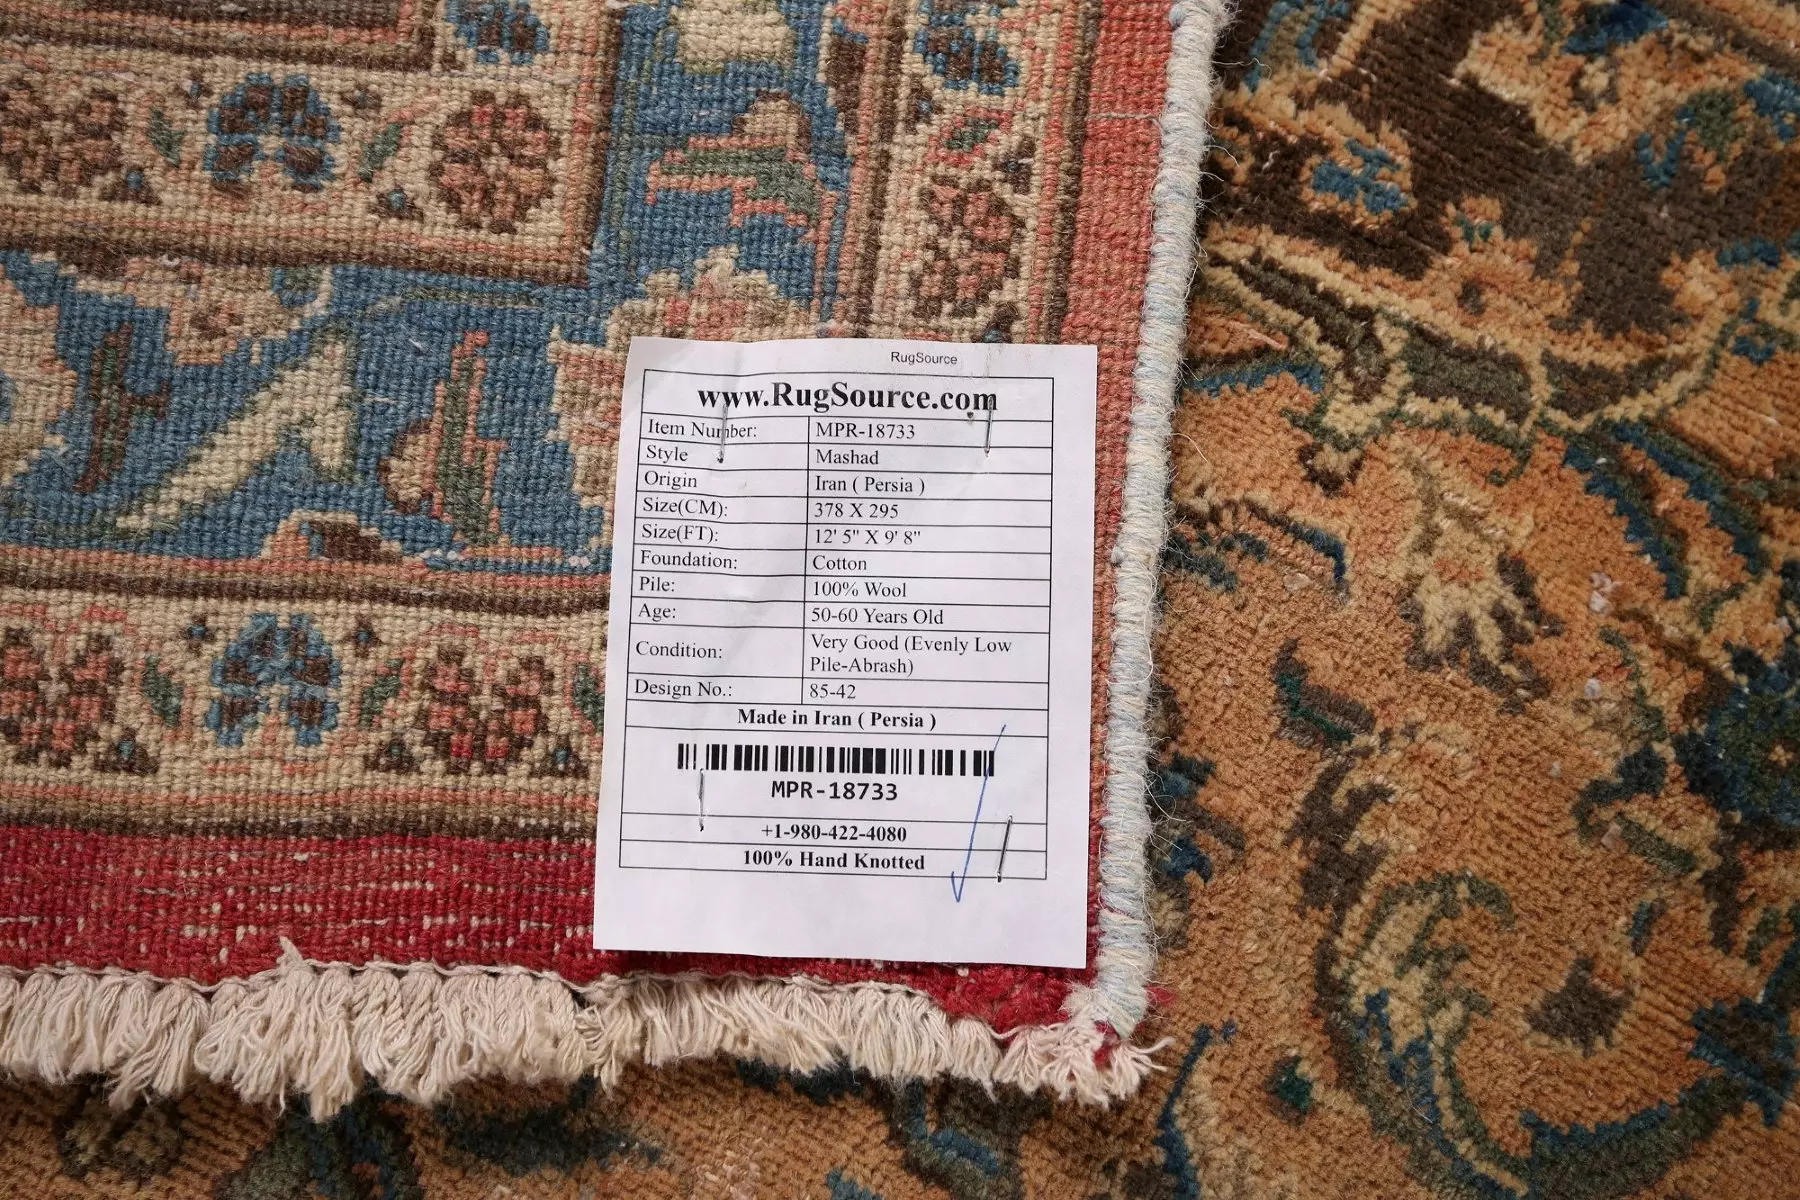 RugSource
www.RugSource.com
Item Number: MPR-18733
Style Mashad
Origin Iran ( Persia )
Size(CM): 378 X 295
Size(FT): 12' 5" X 9' 8"
Foundation: Cotton
Pile: 100% Wool
Age: 50-60 Years Old
Condition: Very Good (Evenly Low
Pile-Abrash)
Design No.: 85-42
Made in Iran ( Persia )
MPR-18733
+1-980-422-4080
100% Hand Knotted